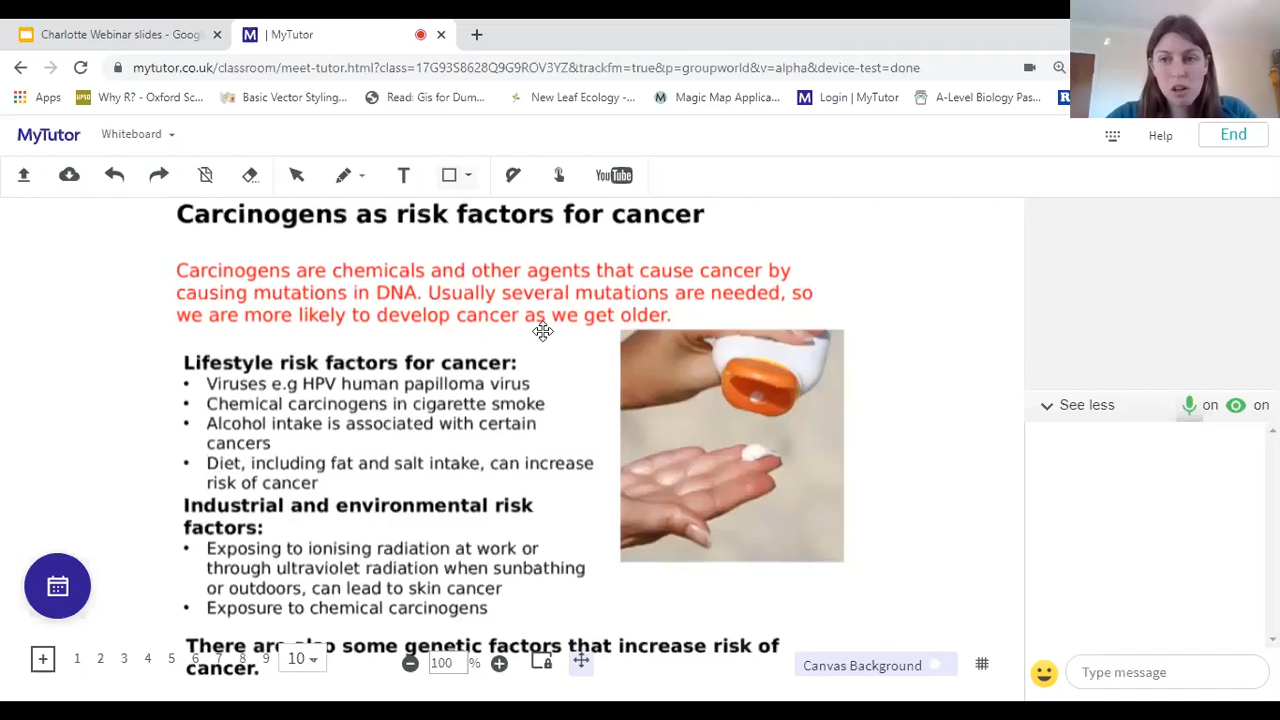 Charlotte Webinar slides - Goog
| MyTutor
mytutor.co.uk/classroom/meet-tutor.html?class=17G93S8628Q9G9ROV3YZ&trackfm=true&p=groupworld&v=alpha&device-test=done
Apps
Why R? - Oxford Sc...
Basic Vector Styling...
Read: Gis for Dum...
New Leaf Ecology -...
Magic Map Applica...
Login | MyTutor
A-Level Biology Pas...
MyTutor
Whiteboard
Help
End
T
YouTube
Carcinogens as risk factors for cancer
Carcinogens are chemicals and other agents that cause cancer by
causing mutations in DNA. Usually several mutations are needed, so
we are more likely to develop cancer as we get older.
Lifestyle risk factors for cancer:
• Viruses e.g HPV human papilloma virus
• Chemical carcinogens in cigarette smoke
• Alcohol intake is associated with certain
cancers
• Diet, including fat and salt intake, can increase
risk of cancer
Industrial and environmental risk
factors:
• Exposing to ionising radiation at work or
through ultraviolet radiation when sunbathing
or outdoors, can lead to skin cancer
• Exposure to chemical carcinogens
There are also some genetic factors that increase risk of
cancer.
See less
on
on
1 2 3 4 5 6 7 8 9 10
100 %
Canvas Background
Type message